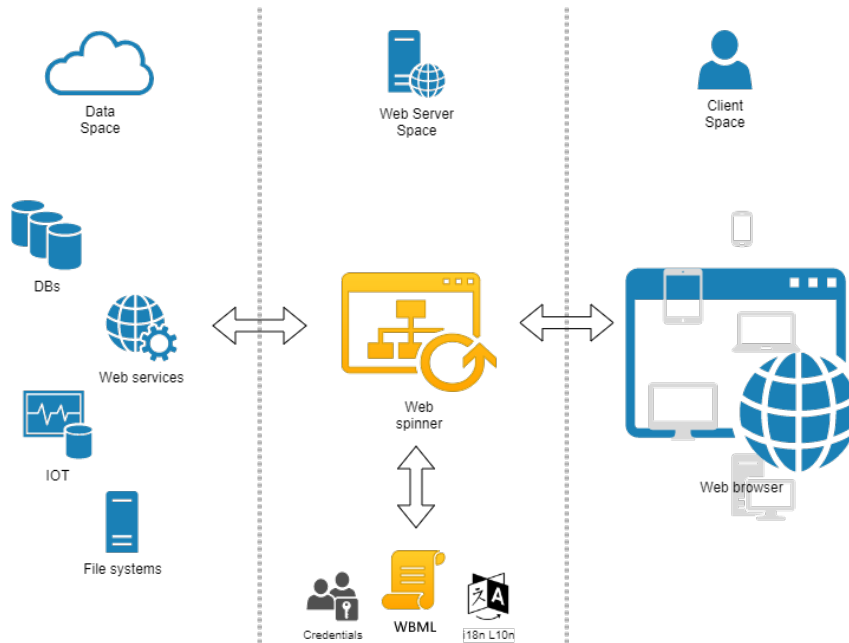 Data
Space
Web Server
Space
Client
Space
DBs
Web services
IOT
File systems
Web
spinner
Web browser
Credentials
WBML
A
i18n L10n